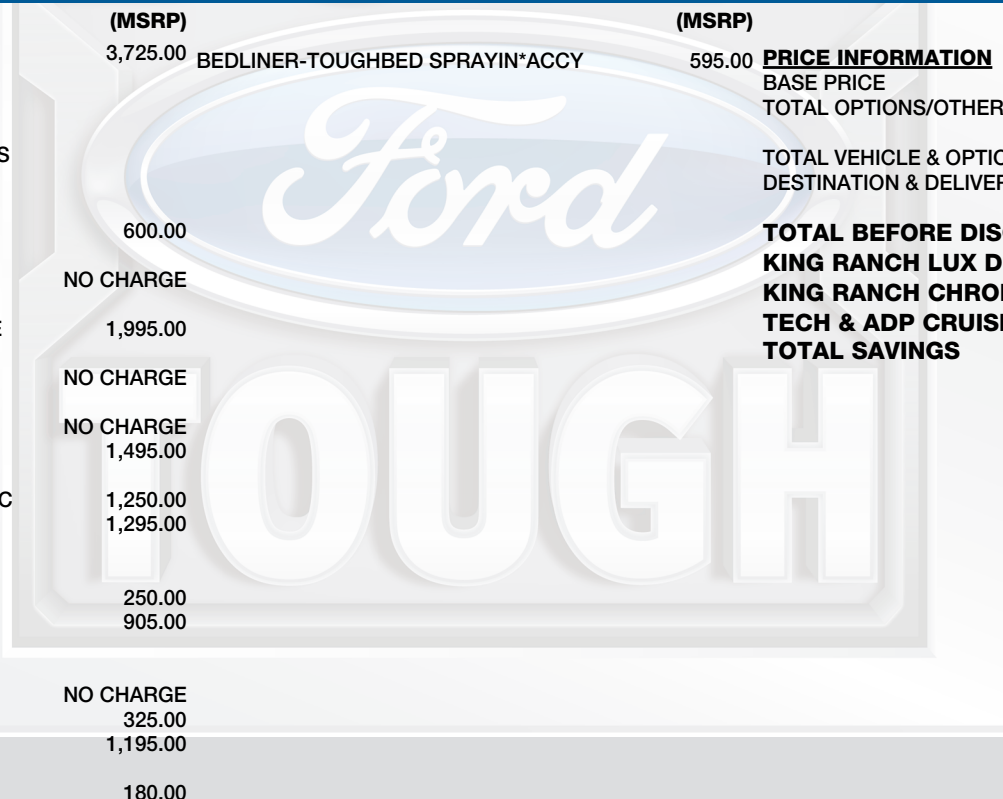 (MSRP)
3,725.00
S
600.00
NO CHARGE
E
1,995.00
NO CHARGE
NO CHARGE
1,495.00
C
1,250.00
1,295.00
250.00
905.00
NO CHARGE
325.00
1,195.00
180.00
(MSRP)
BEDLINER-TOUGHBED SPRAYIN*ACCY 595.00
PRICE INFORMATION
BASE PRICE
TOTAL OPTIONS/OTHER
TOTAL VEHICLE & OPTIO
DESTINATION & DELIVER
TOTAL BEFORE DIS
KING RANCH LUX D
KING RANCH CHRO
TECH & ADP CRUIS
TOTAL SAVINGS
Ford
TOUGH